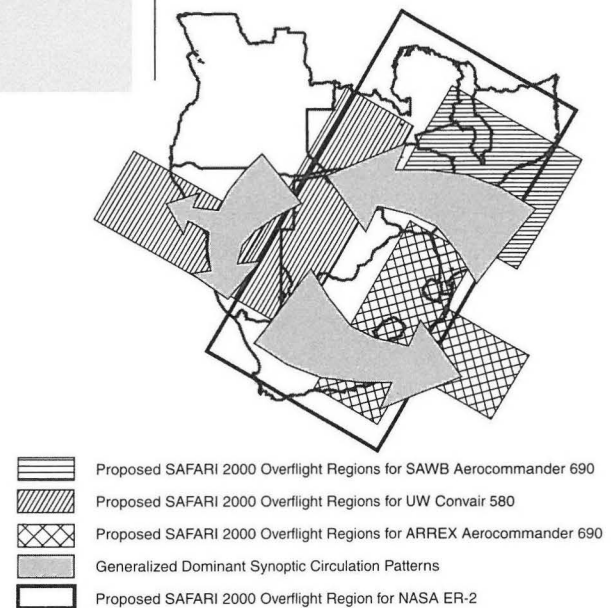 Proposed SAFARI 2000 Overflight Regions for SAWB Aerocommander 690
Proposed SAFARI 2000 Overflight Regions for UW Convair 580
Proposed SAFARI 2000 Overflight Regions for ARREX Aerocommander 690
Generalized Dominant Synoptic Circulation Patterns
Proposed SAFARI 2000 Overflight Region for NASA ER-2